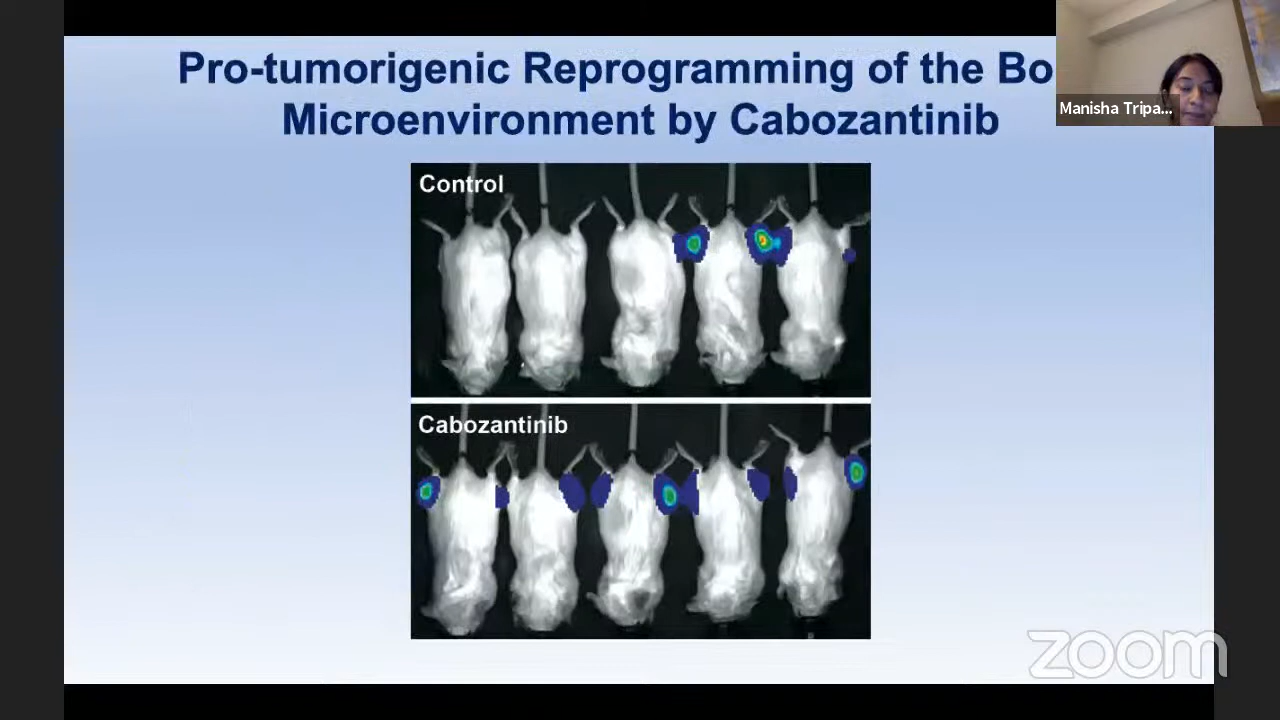 Pro-tumorigenic Reprogramming of the Bo
Microenvironment by Cabozantinib
Manisha Tripa...
Control
Cabozantinib
zoom